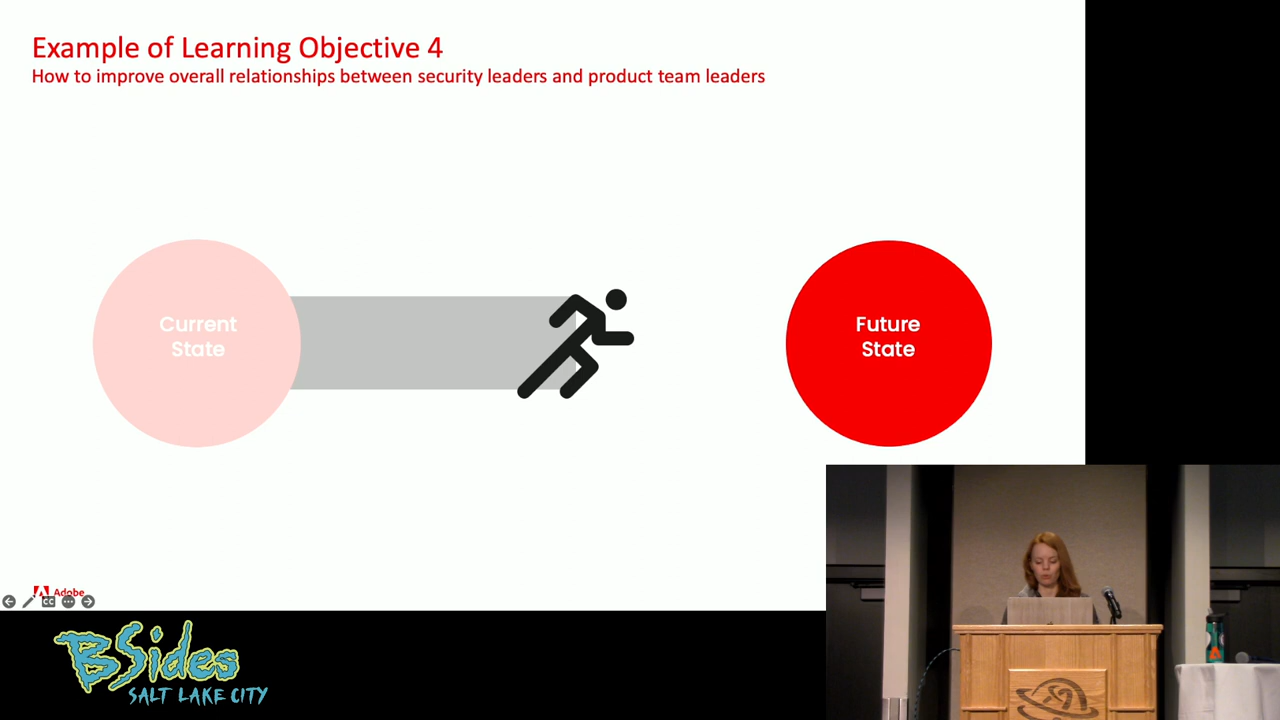 Example of Learning Objective 4
How to improve overall relationships between security leaders and product team leaders
Current
State
Future
State
Adobe
CC
BSides
SALT LAKE CITY